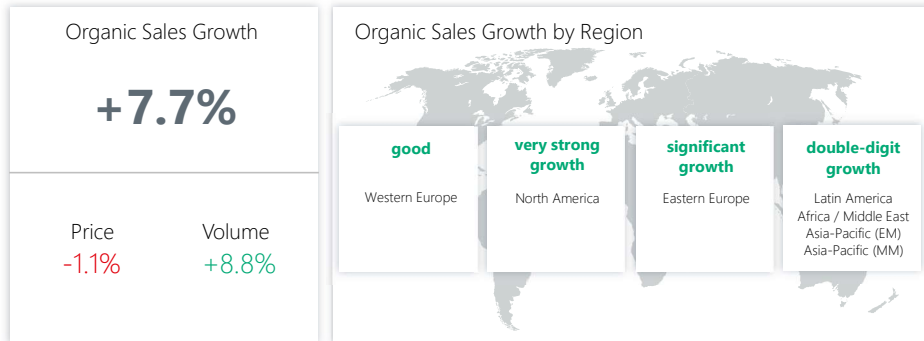 Organic Sales Growth
+7.7%
Price
Volume
-1.1%
+8.8%
Organic Sales Growth by Region
good
Western Europe
very strong
growth
North America
significant
growth
Eastern Europe
double-digit
growth
Latin America
Africa / Middle East
Asia-Pacific (EM)
Asia-Pacific (MM)